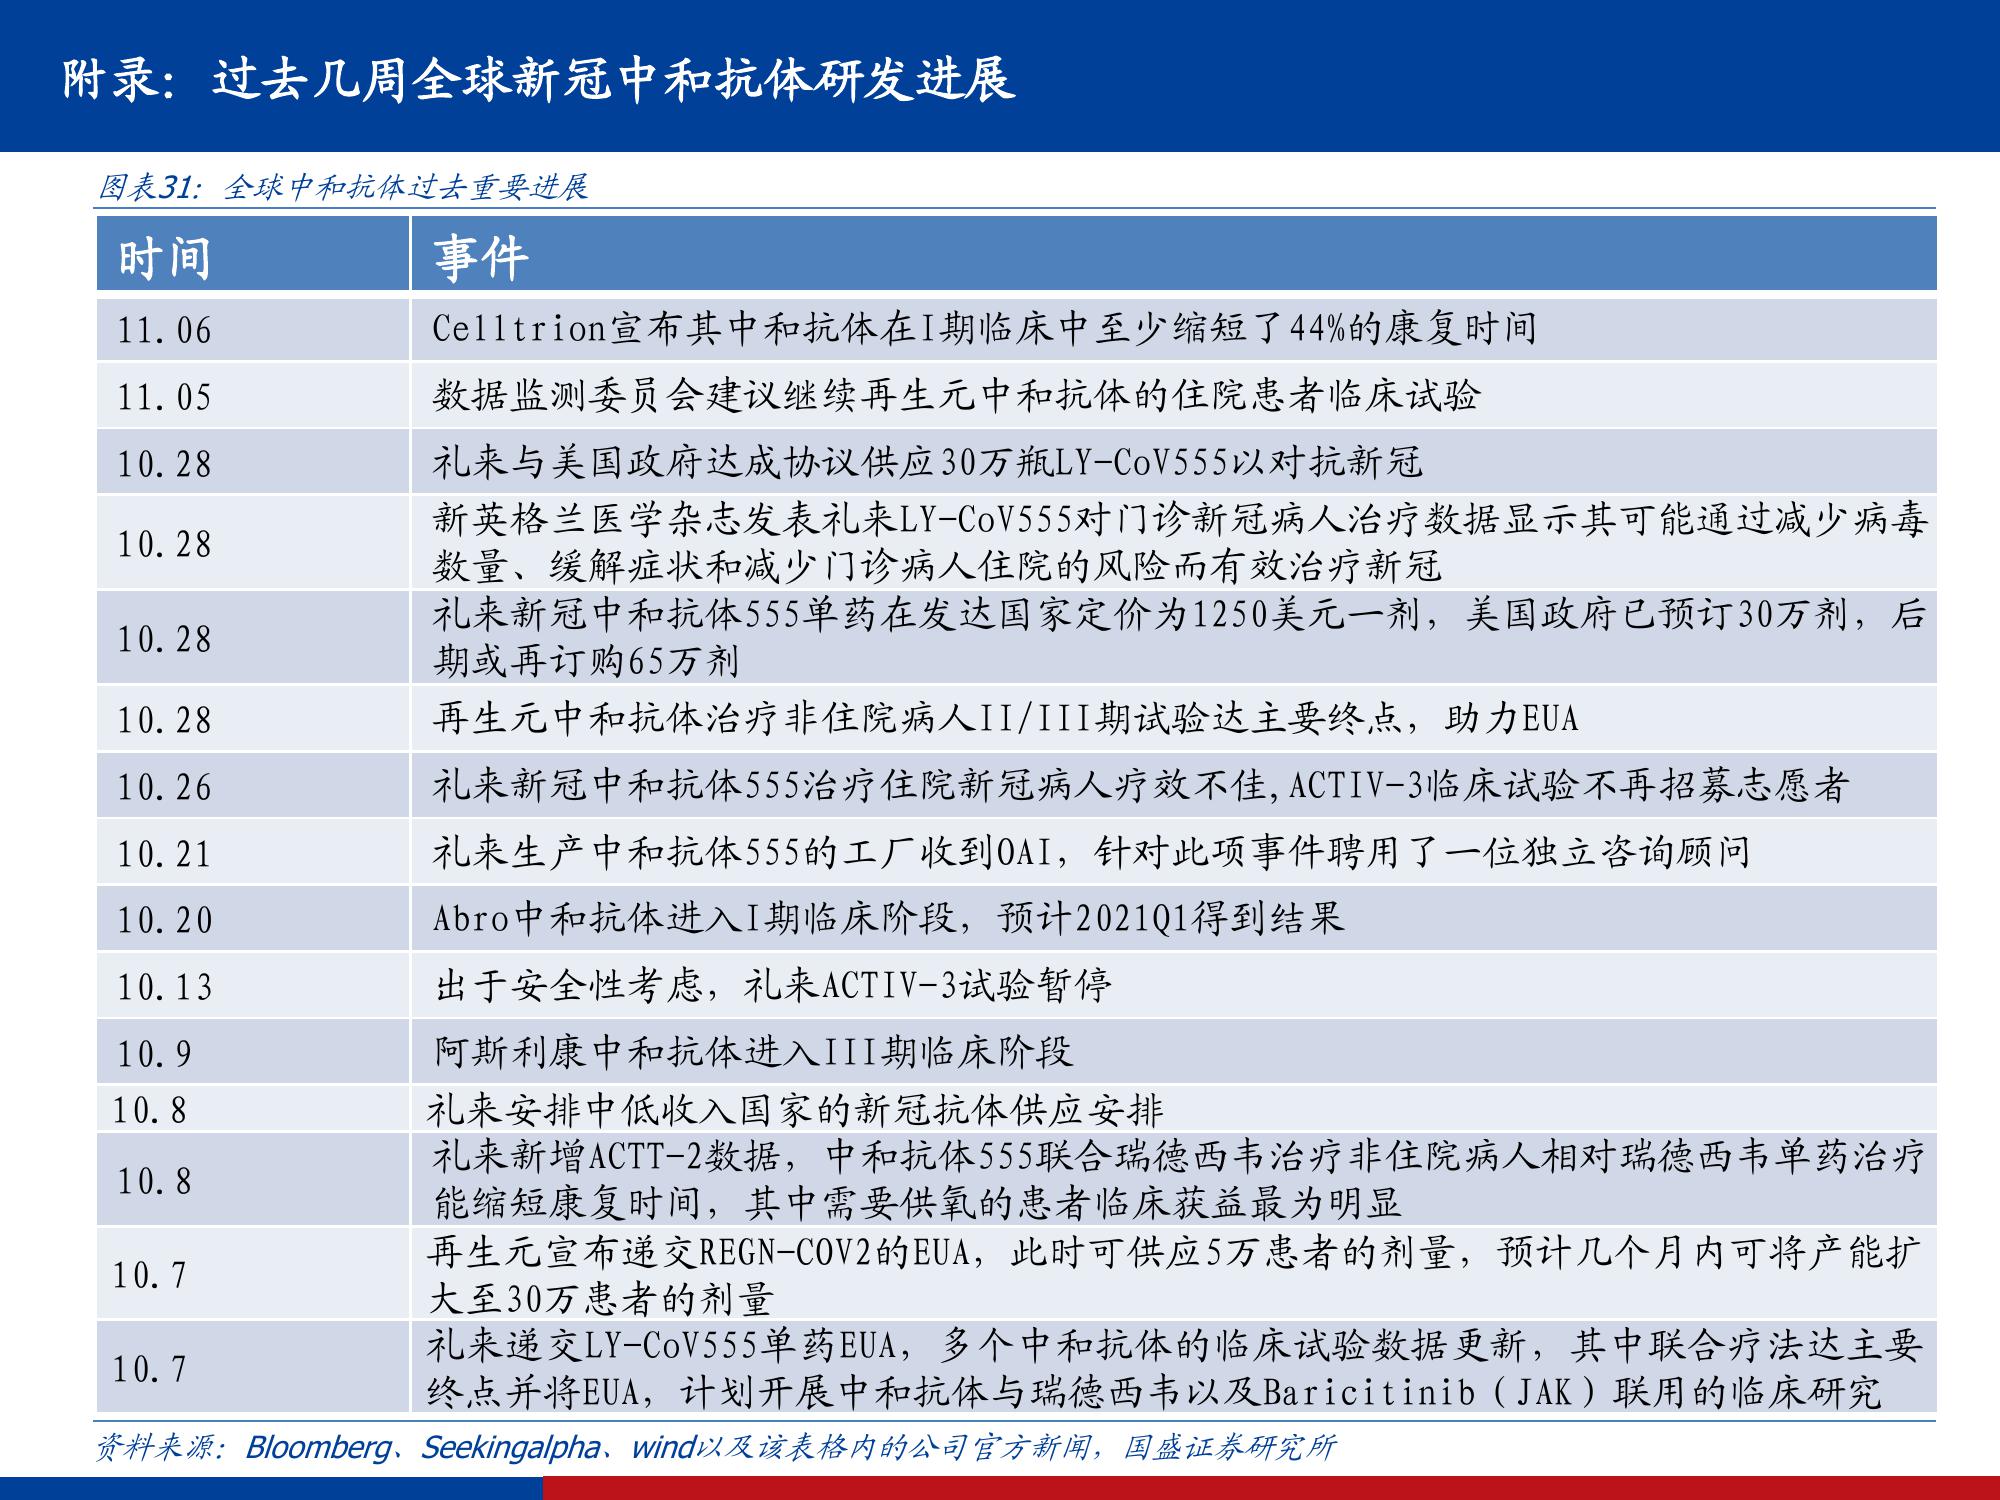 附录：过去几周全球新冠中和抗体研发进展
图表31：全球中和抗体过去重要进展
时间 事件
11.06 Celltrion宣布其中和抗体在I期临床中至少缩短了44%的康复时间
11.05 数据监测委员会建议继续再生元中和抗体的住院患者临床试验
10.28 礼来与美国政府达成协议供应30万瓶LY-CoV555以对抗新冠
10.28 新英格兰医学杂志发表礼来LY-CoV555对门诊新冠病人治疗数据显示其可能通过减少病毒
数量、缓解症状和减少门诊病人住院的风险而有效治疗新冠
10.28 礼来新冠中和抗体555单药在发达国家定价为1250美元一剂，美国政府已预订30万剂，后
期或再订购65万剂
10.28 再生元中和抗体治疗非住院病人II/III期试验达主要终点，助力EUA
10.26 礼来新冠中和抗体555治疗住院新冠病人疗效不佳,ACTIV-3临床试验不再招募志愿者
10.21 礼来生产中和抗体555的工厂收到OAI，针对此项事件聘用了一位独立咨询顾问
10.20 Abro中和抗体进入I期临床阶段，预计2021Q1得到结果
10.13 出于安全性考虑，礼来ACTIV-3试验暂停
10.9 阿斯利康中和抗体进入III期临床阶段
10.8 礼来安排中低收入国家的新冠抗体供应安排
10.8 礼来新增ACTT-2数据，中和抗体555联合瑞德西韦治疗非住院病人相对瑞德西韦单药治疗
能缩短康复时间，其中需要供氧的患者临床获益最为明显
10.7 再生元宣布递交REGN-COV2的EUA，此时可供应5万患者的剂量，预计几个月内可将产能扩
大至30万患者的剂量
10.7 礼来递交LY-CoV555单药EUA，多个中和抗体的临床试验数据更新，其中联合疗法达主要
终点并将EUA，计划开展中和抗体与瑞德西韦以及Baricitinib（JAK）联用的临床研究
资料来源：Bloomberg、Seekingalpha、wind以及该表格内的公司官方新闻，国盛证券研究所